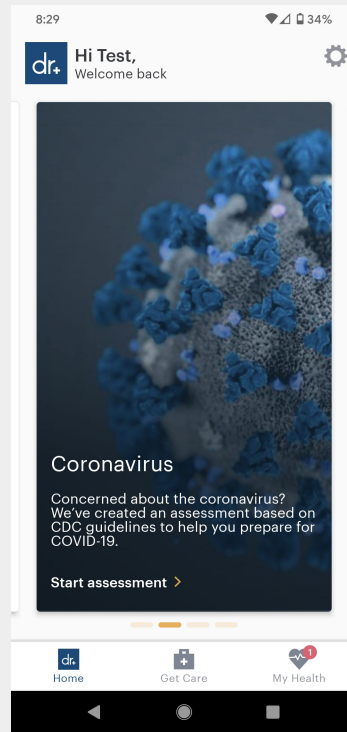 8:29
34%
dr+
Hi Test,
Welcome back
Coronavirus
Concerned about the coronavirus?
We've created an assessment based on
CDC guidelines to help you prepare for
COVID-19.
Start assessment >
dr+
1
Home
Get Care
My Health